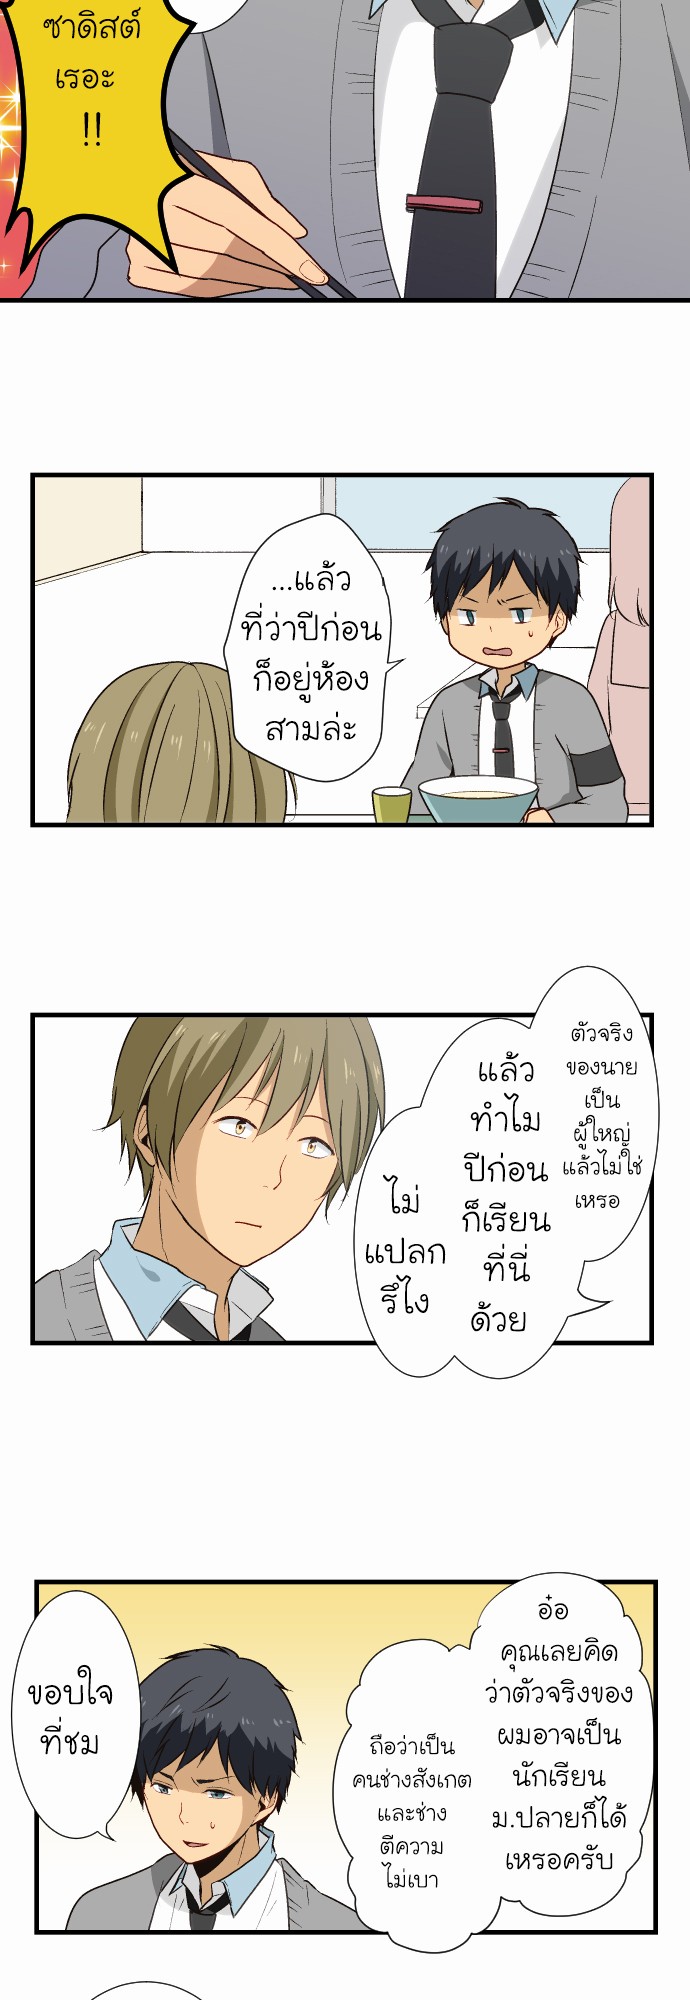 ซาดิสต์
เรอะ
!!
...แล้ว
ที่ว่าปีก่อน
ก็อยู่ห้อง
สามล่ะ
ตัวจริง
ของนาย
เป็น
ผู้ใหญ่
แล้วไม่ใช่
เหรอ
แล้ว
ทำไม
ปีก่อน
ก็เรียน
ที่นี่
ด้วย
ไม่
แปลก
รึไง
อ๋อ
คุณเลยคิด
ว่าตัวจริงของ
ผมอาจเป็น
นักเรียน
ม.ปลายก็ได้
เหรอครับ
ถือว่าเป็น
คนช่างสังเกต
และช่าง
ตีความ
ไม่เบา
ขอบใจ
ที่ชม